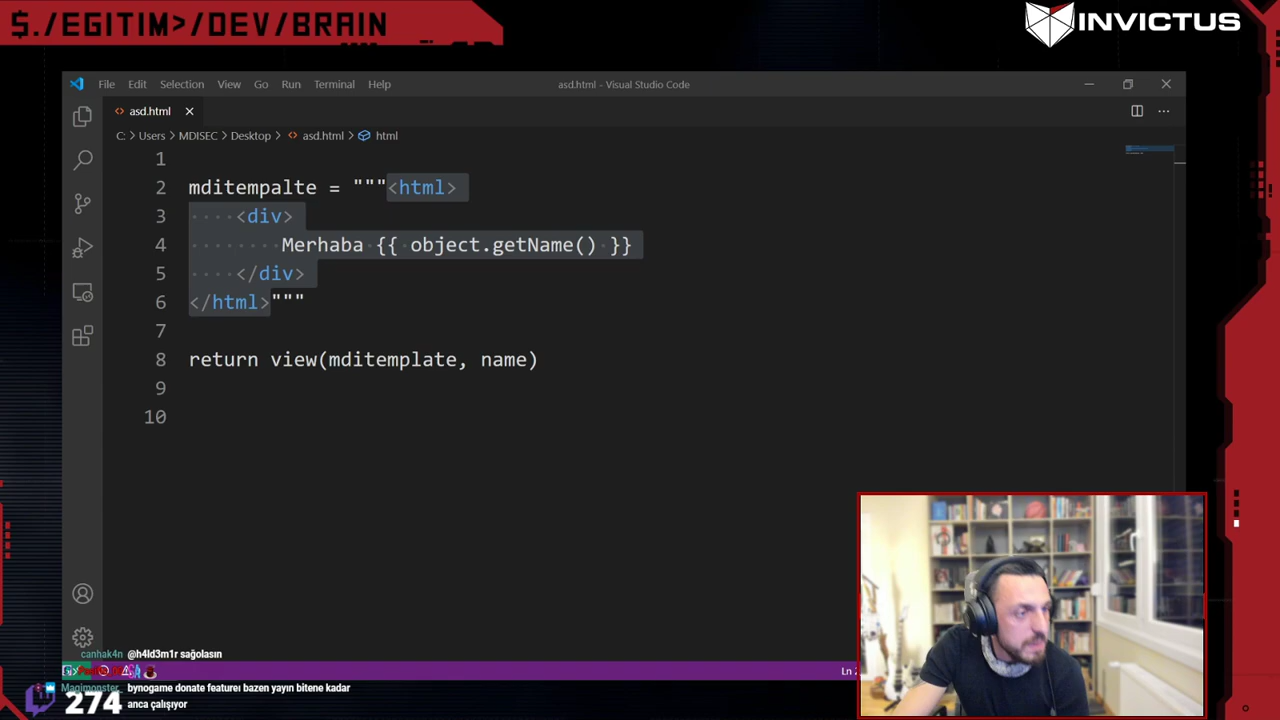 $./EGITIM>/DEV/BRAIN
INVICTUS
File Edit Selection View Go Run Terminal Help
asd.html - Visual Studio Code
asd.html
C: > Users > MDISEC > Desktop > asd.html > html
1
2 mditempalte = """<html>
3 ····<div>
4 ········Merhaba {{ object.getName() }}
5 ····</div>
6 </html>"""
7
8 return view(mditemplate, name)
9
10
canhak4n @h4ld3m1r sağolasın
Ln
Magimonster bynogame donate featureı bazen yayın bitene kadar
274 anca çalışıyor